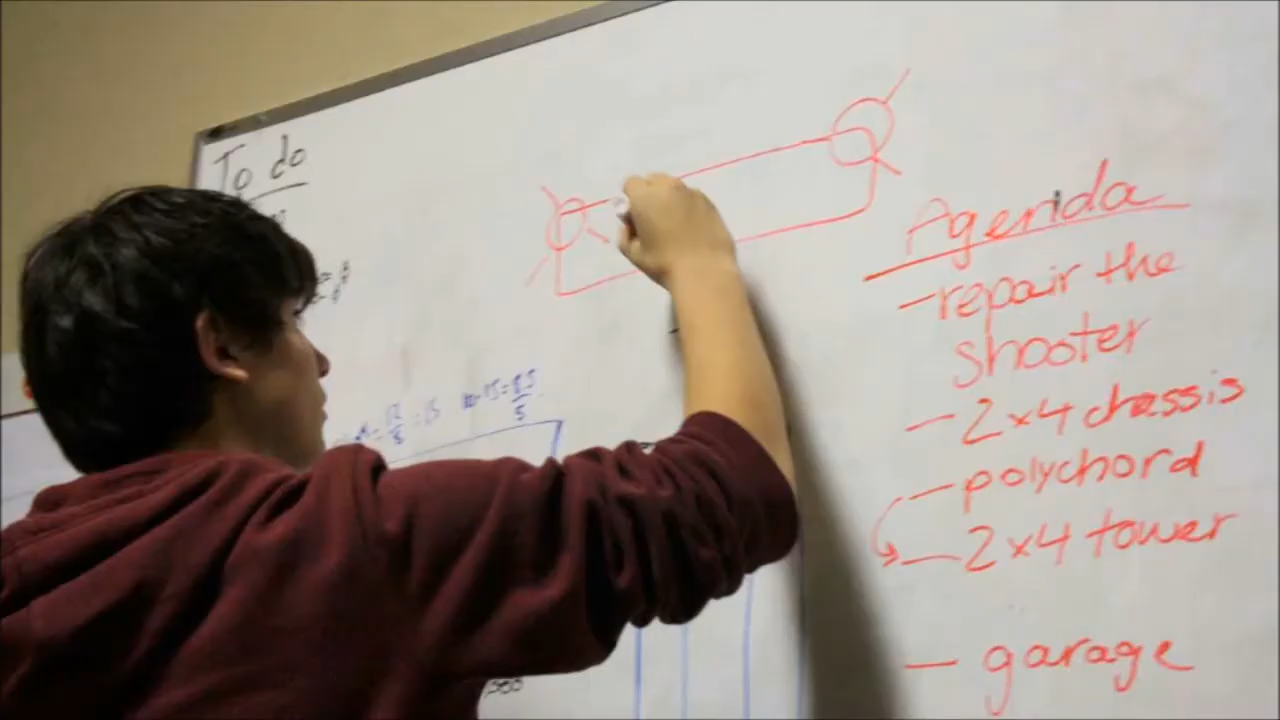 To do
Agenda
- repair the
shooter
- 2x4 chassis
- polychord
- 2x4 tower
- garage